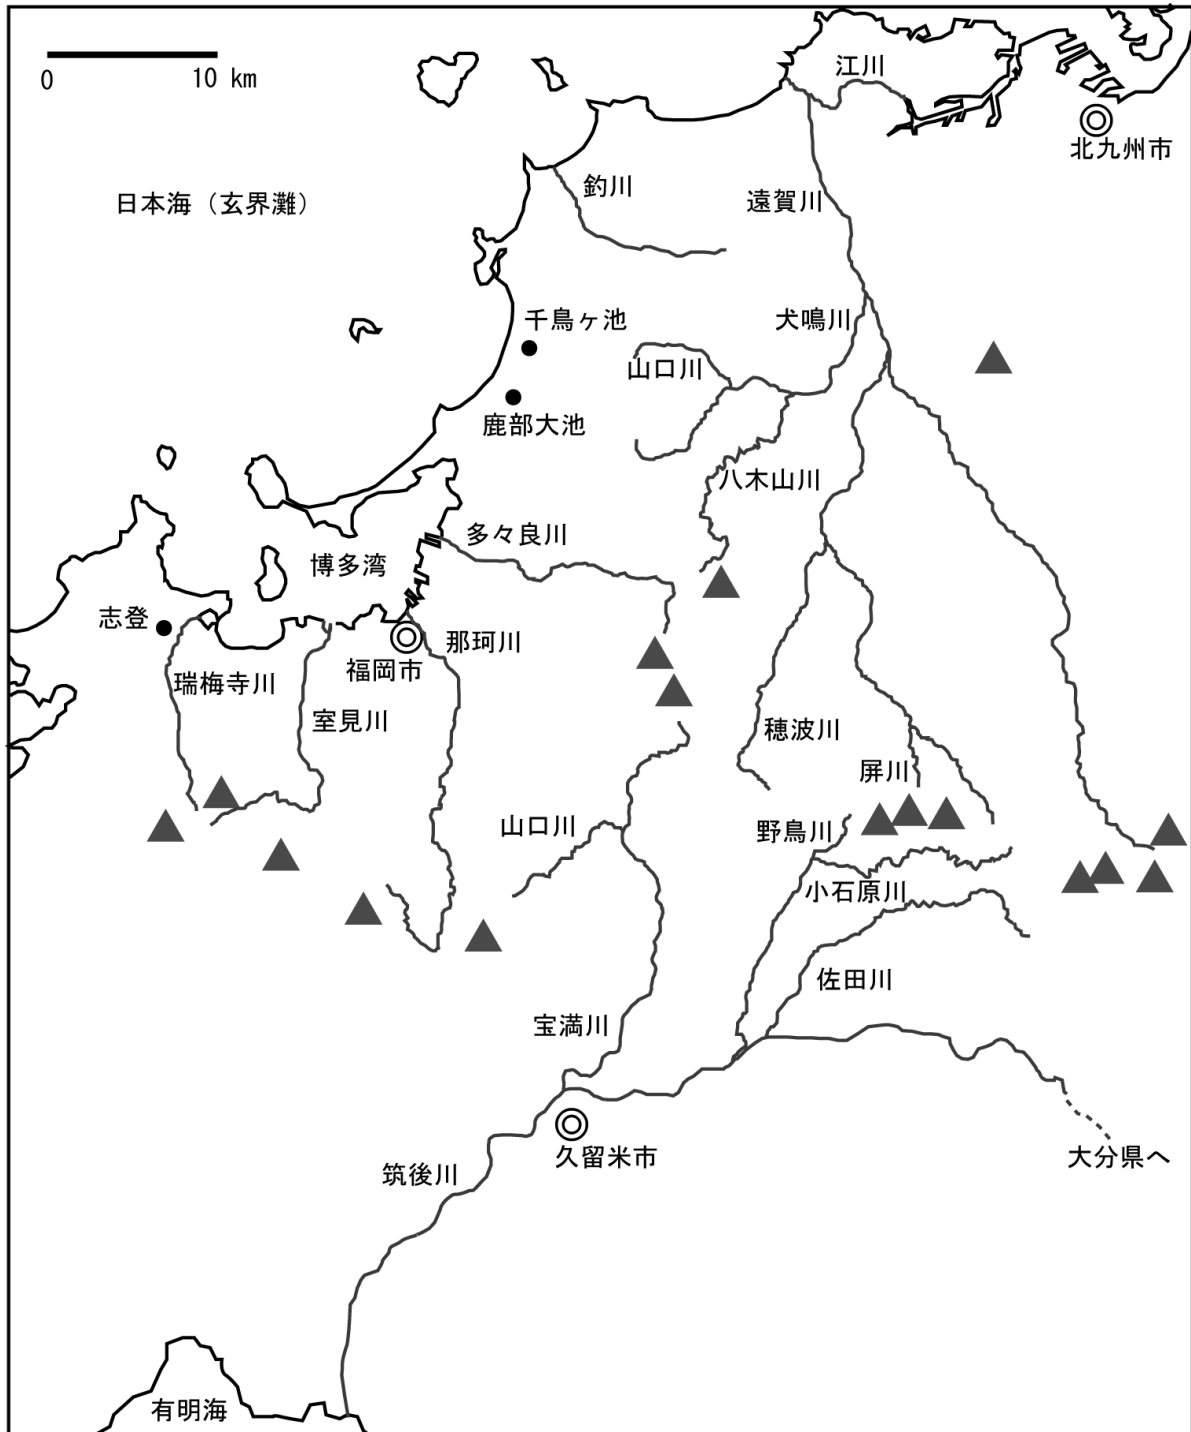 江川
0
10 km
北九州市
釣川
遠賀川
日本海（玄界灘）
千鳥ヶ池
犬鳴川
山口川
鹿部大池
八木山川
多々良川
博多湾
志登
那珂川
福岡市
瑞梅寺川
室見川
穂波川
屏川
山口川
野鳥川
小石原川
佐田川
宝満川
久留米市
大分県へ
筑後川
有明海